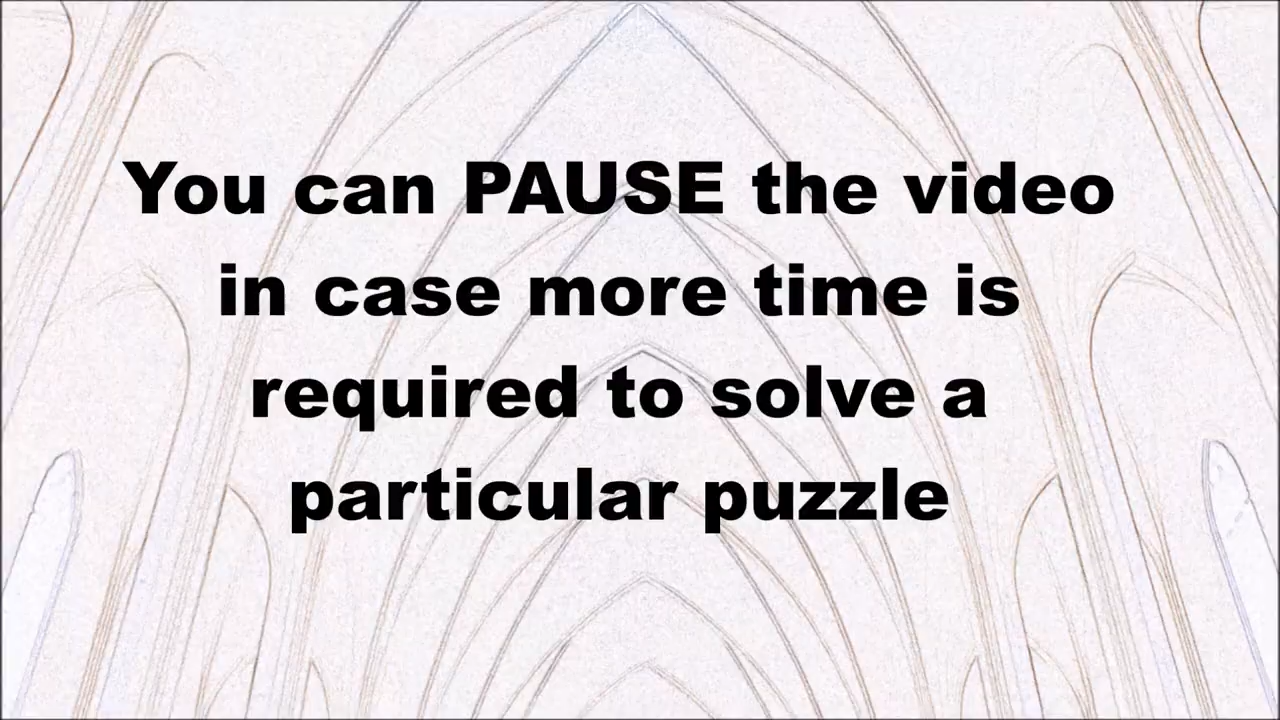 You can PAUSE the video
in case more time is
required to solve a
particular puzzle